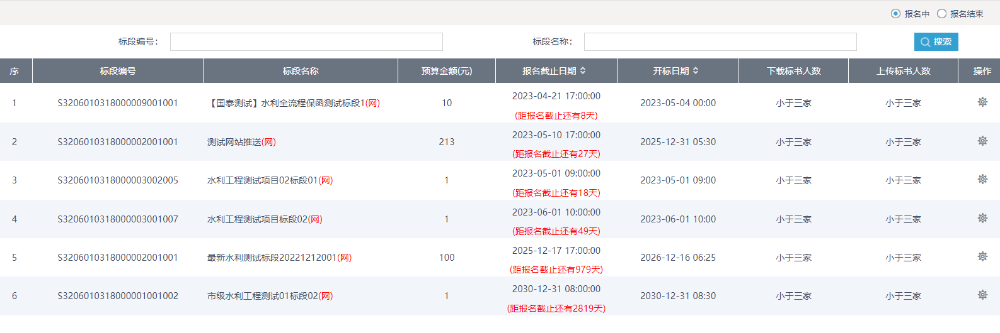 报名中 报名结束
标段编号： 标段名称： 搜索
序 标段编号 标段名称 预算金额(元) 报名截止日期 开标日期 下载标书人数 上传标书人数 操作
1 S3206010318000009001001 【国泰测试】水利全流程保函测试标段1(网) 10 2023-04-21 17:00:00 2023-05-04 00:00 小于三家 小于三家
(距报名截止还有8天)
2 S3206010318000002001001 测试网站推送(网) 213 2023-05-10 17:00:00 2025-12-31 05:30 小于三家 小于三家
(距报名截止还有27天)
3 S3206010318000003002005 水利工程测试项目02标段01(网) 1 2023-05-01 09:00:00 2023-05-01 09:00 小于三家 小于三家
(距报名截止还有18天)
4 S3206010318000003001007 水利工程测试项目标段02(网) 1 2023-06-01 10:00:00 2023-06-01 10:00 小于三家 小于三家
(距报名截止还有49天)
5 S3206010318000002001001 最新水利测试标段20221212001(网) 100 2025-12-17 17:00:00 2026-12-16 06:25 小于三家 小于三家
(距报名截止还有979天)
6 S3206010318000001001002 市级水利工程测试01标段02(网) 1 2030-12-31 08:00:00 2030-12-31 08:30 小于三家 小于三家
(距报名截止还有2819天)